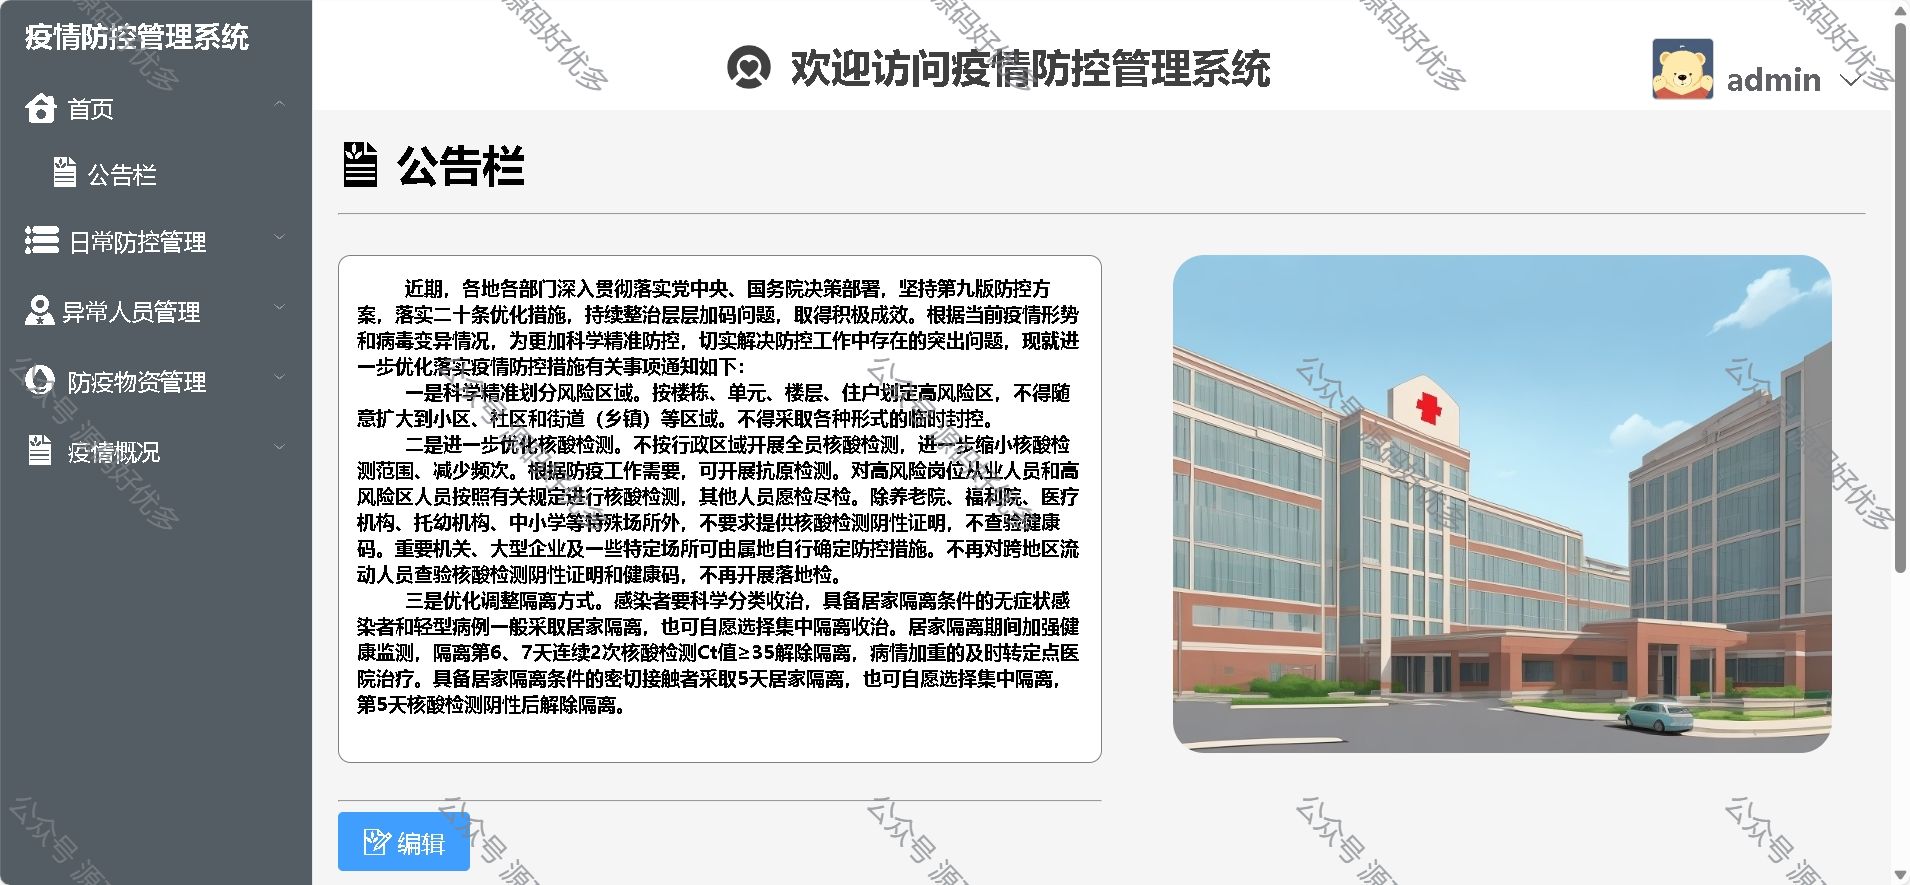 疫情防控管理系统
欢迎访问疫情防控管理系统
admin
首页
公告栏
日常防控管理
异常人员管理
防疫物资管理
疫情概况
公告栏
近期，各地各部门深入贯彻落实党中央、国务院决策部署，坚持第九版防控方
案，落实二十条优化措施，持续整治层层加码问题，取得积极成效。根据当前疫情形势
和病毒变异情况，为更加科学精准防控，切实解决防控工作中存在的突出问题，现就进
一步优化落实疫情防控措施有关事项通知如下：
一是科学精准划分风险区域。按楼栋、单元、楼层、住户划定高风险区，不得随
意扩大到小区、社区和街道（乡镇）等区域。不得采取各种形式的临时封控。
二是进一步优化核酸检测。不按行政区域开展全员核酸检测，进一步缩小核酸检
测范围、减少频次。根据防疫工作需要，可开展抗原检测。对高风险岗位从业人员和高
风险区人员按照有关规定进行核酸检测，其他人员愿检尽检。除养老院、福利院、医疗
机构、托幼机构、中小学等特殊场所外，不要求提供核酸检测阴性证明，不查验健康
码。重要机关、大型企业及一些特定场所可由属地自行确定防控措施。不再对跨地区流
动人员查验核酸检测阴性证明和健康码，不再开展落地检。
三是优化调整隔离方式。感染者要科学分类收治，具备居家隔离条件的无症状感
染者和轻型病例一般采取居家隔离，也可自愿选择集中隔离收治。居家隔离期间加强健
康监测，隔离第6、7天连续2次核酸检测Ct值≥35解除隔离，病情加重的及时转定点医
院治疗。具备居家隔离条件的密切接触者采取5天居家隔离，也可自愿选择集中隔离，
第5天核酸检测阴性后解除隔离。
编辑
公众号 源码好优多